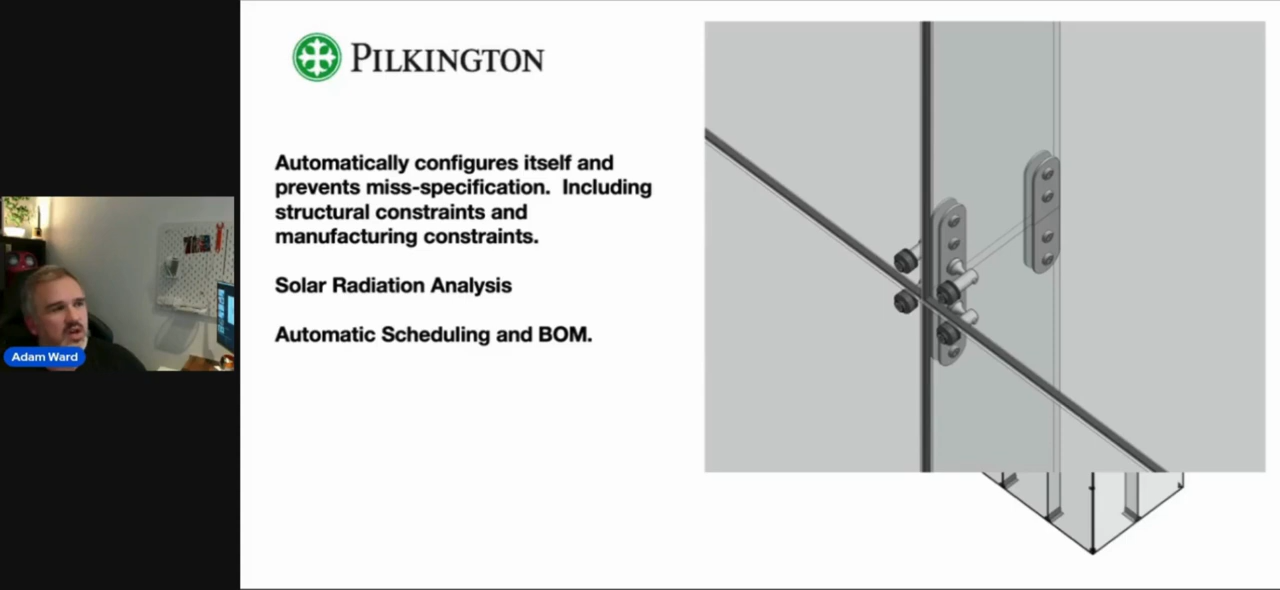 PILKINGTON
Automatically configures itself and
prevents miss-specification.  Including
structural constraints and
manufacturing constraints.
Solar Radiation Analysis
Automatic Scheduling and BOM.
Adam Ward